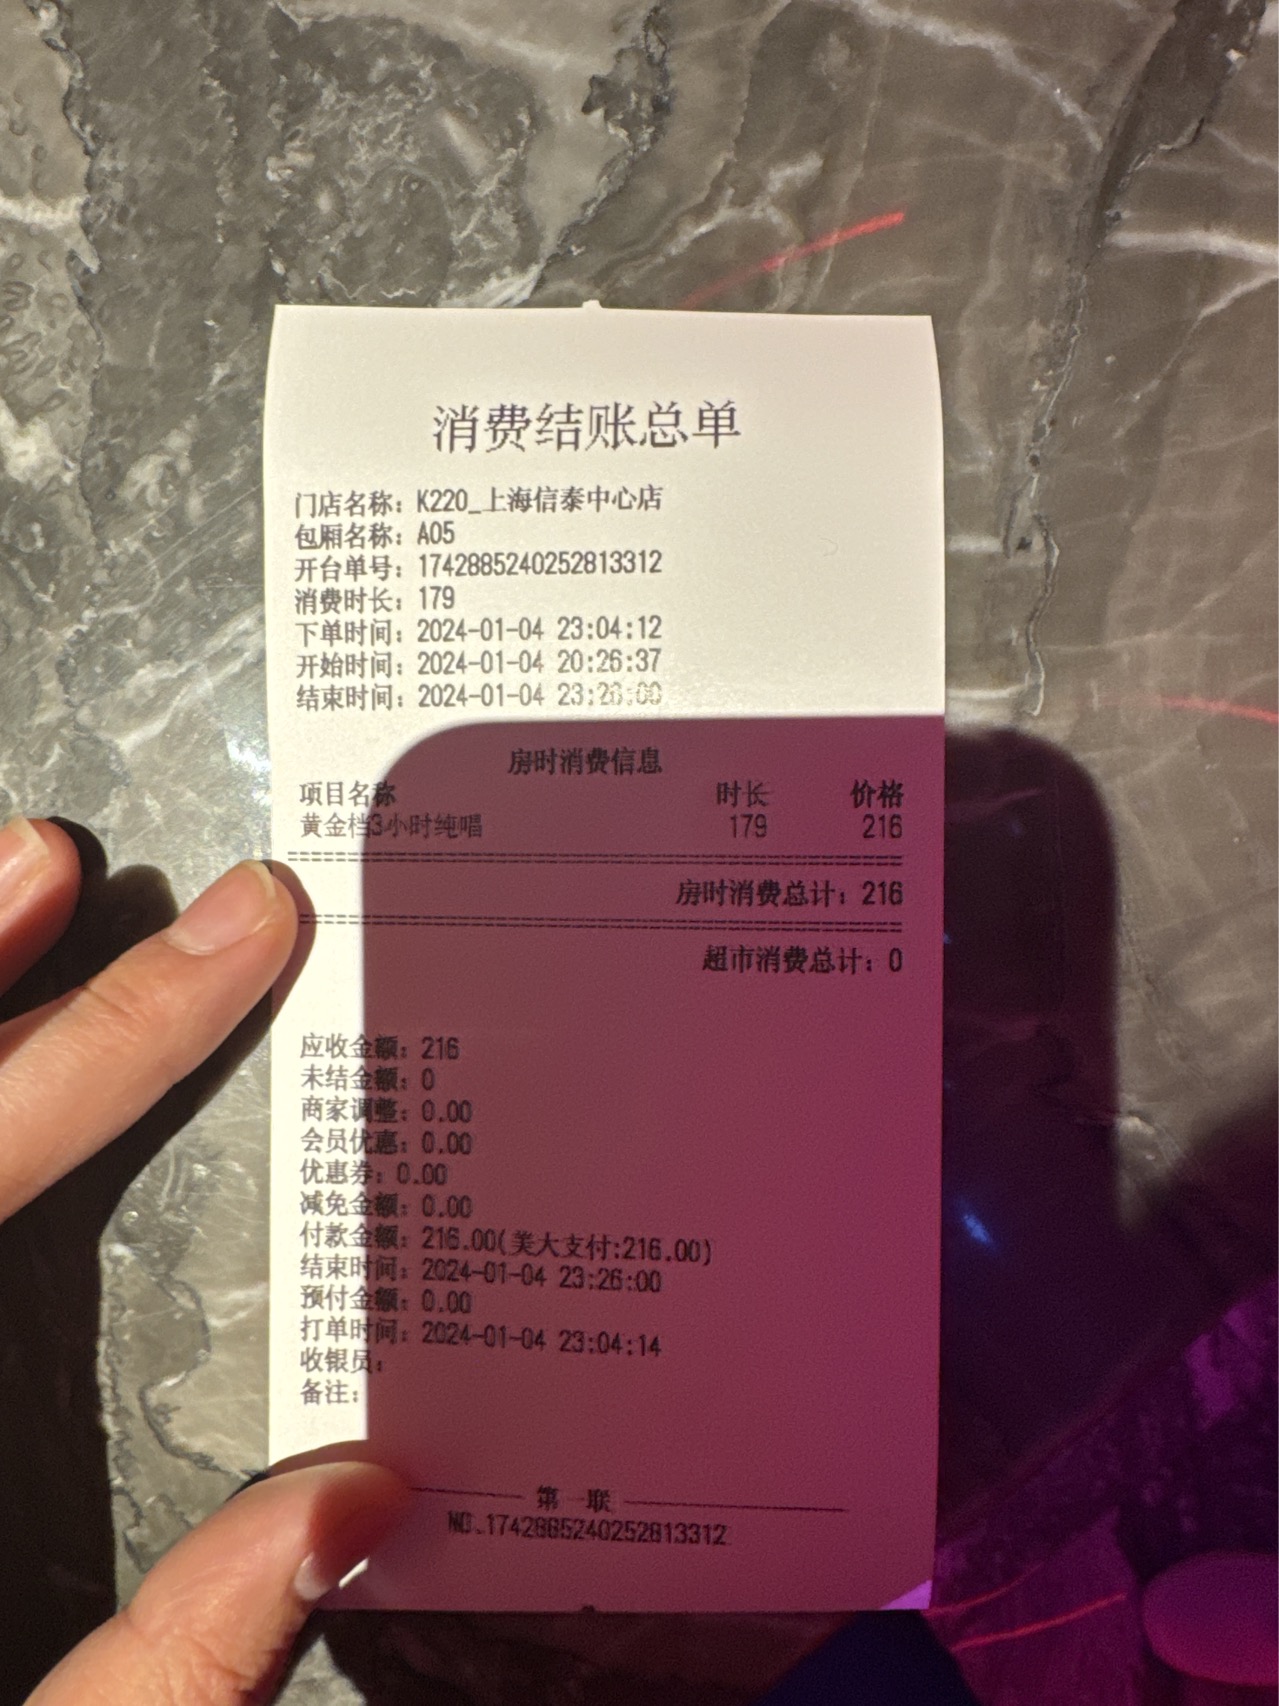 消费结账总单
门店名称: K220_上海信泰中心店
包厢名称: A05
开台单号: 1742885240252813312
消费时长: 179
下单时间: 2024-01-04 23:04:12
开始时间: 2024-01-04 20:26:37
结束时间: 2024-01-04 23:26:00
房时消费信息
项目名称 时长 价格
黄金档3小时纯唱 179 216
房时消费总计: 216
超市消费总计: 0
应收金额: 216
未结金额: 0
商家调整: 0.00
会员优惠: 0.00
优惠券: 0.00
减免金额: 0.00
付款金额: 216.00(美大支付:216.00)
结束时间: 2024-01-04 23:26:00
预付金额: 0.00
打单时间: 2024-01-04 23:04:14
收银员:
备注:
第一联
NO.1742885240252813312